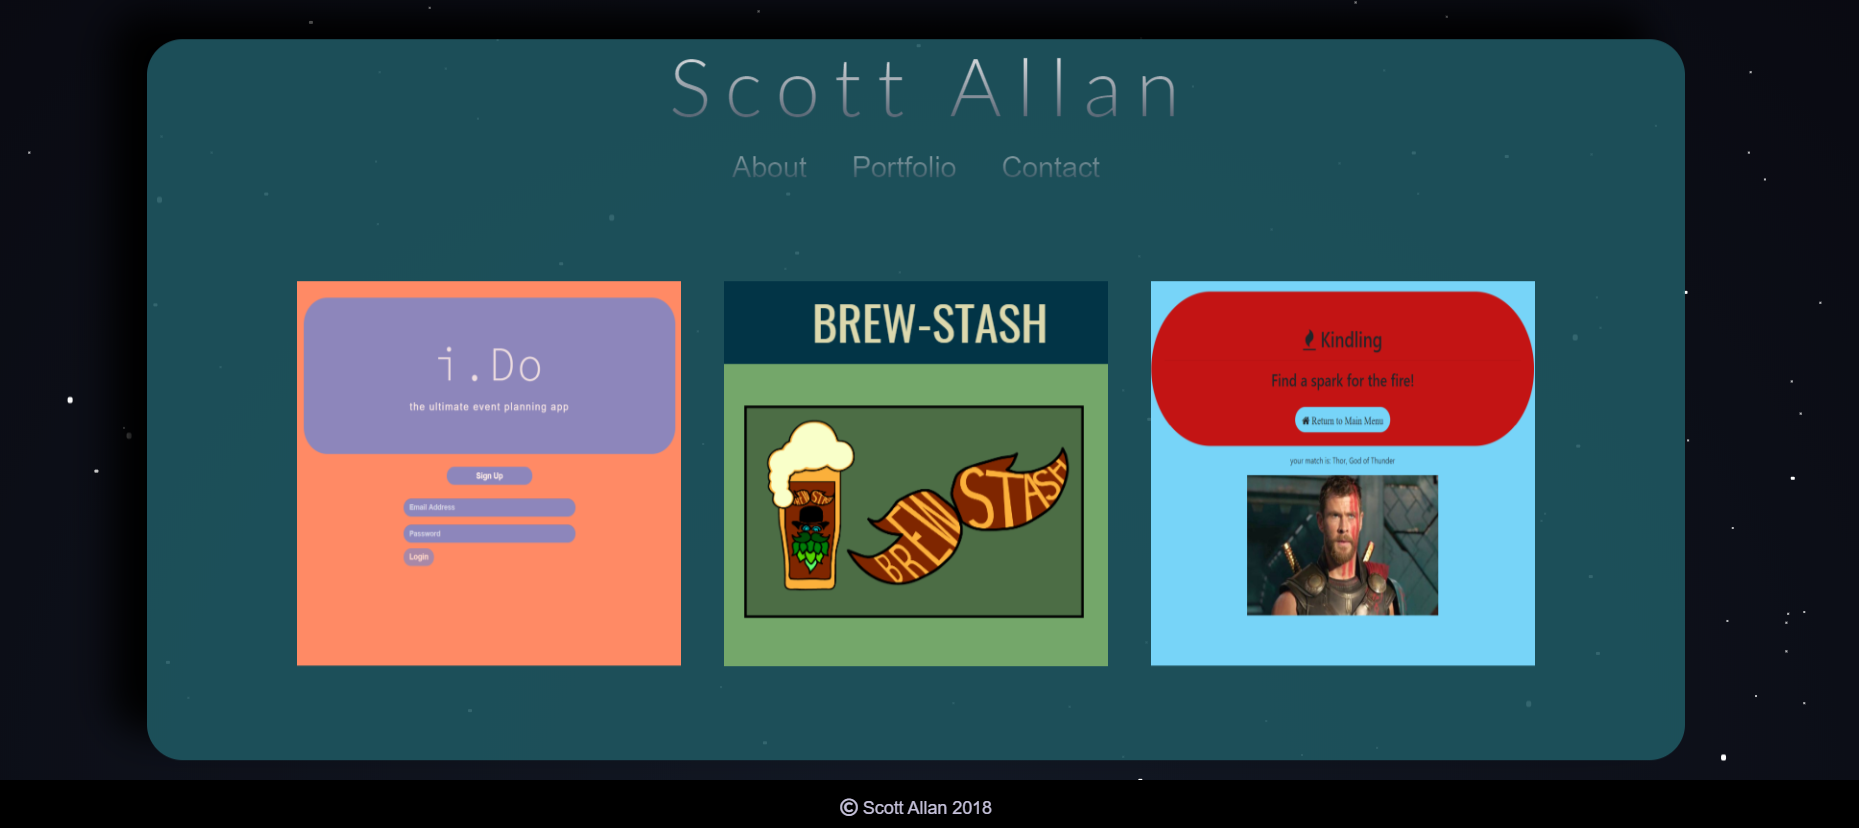 Scott Allan
About Portfolio Contact
i.Do
the ultimate event planning app
Sign Up
Email Address
Password
Login
BREW-STASH
BREW STASH
BREW STASH
Kindling
Find a spark for the fire!
Return to Main Menu
your match is: Thor, God of Thunder
© Scott Allan 2018